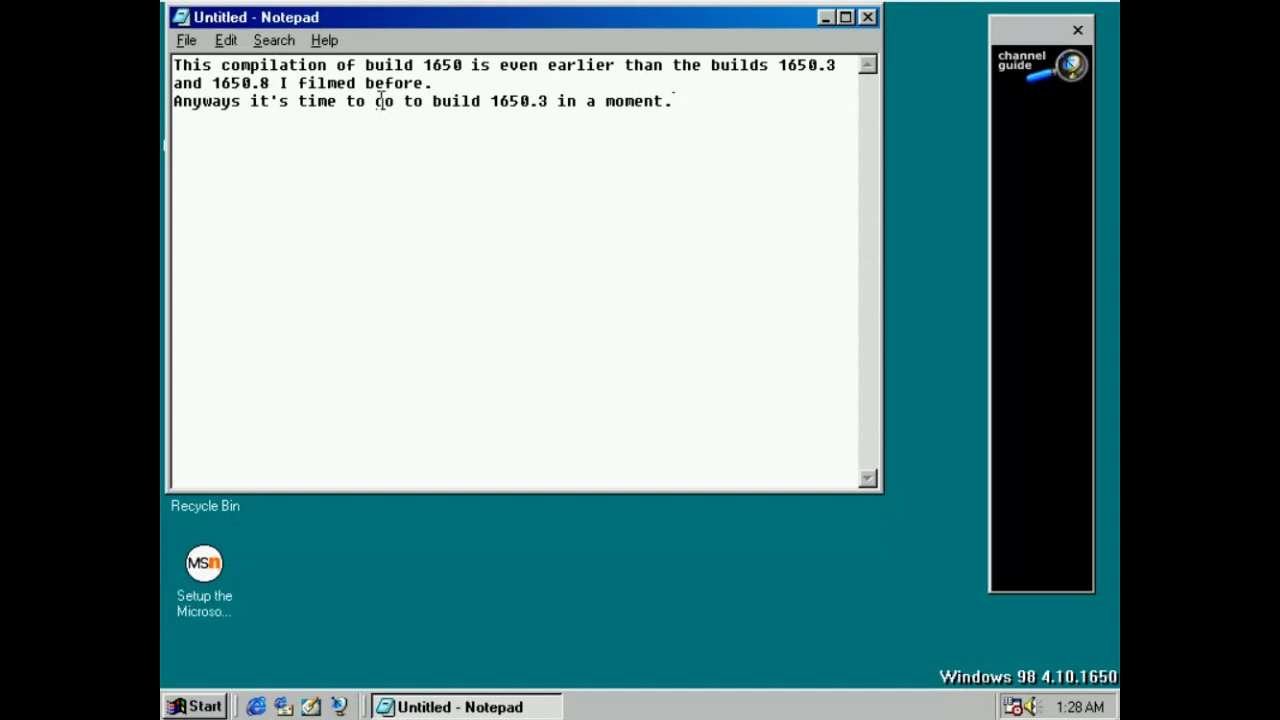 Untitled - Notepad
File Edit Search Help
This compilation of build 1650 is even earlier than the builds 1650.3
and 1650.8 I filmed before.
Anyways it's time to go to build 1650.3 in a moment.
channel
guide
Recycle Bin
MSn
Setup the
Microso...
Windows 98 4.10.1650
Start
Untitled - Notepad
1:28 AM